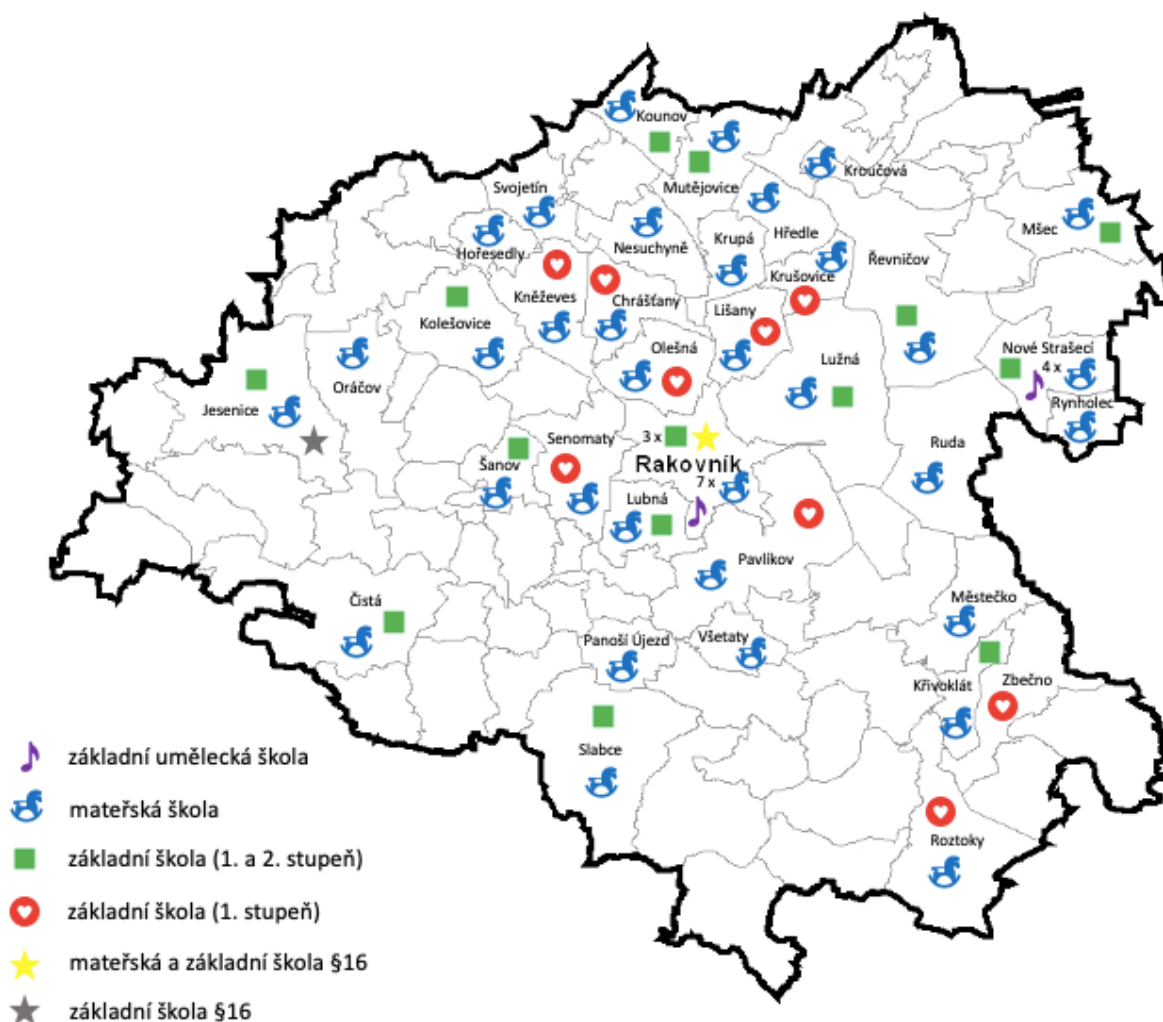 Kounov
Mutějovice
Kroučová
Svojetín
Hořesedly
Nesuchyně
Krupá
Hředle
Mšec
Řevničov
Krušovice
Kněževes
Chrášťany
Lišany
Kolešovice
Olešná
Lužná
Nové Strašecí
4 x
Oráčov
Rynholec
Jesenice
3 x
Senomaty
Ruda
Rakovník
Šanov
7 x
Lubná
Pavlíkov
Městečko
Čistá
Panoší Újezd
Všetaty
Křivoklát
Zbečno
Slabce
Roztoky
základní umělecká škola
mateřská škola
základní škola (1. a 2. stupeň)
základní škola (1. stupeň)
mateřská a základní škola §16
základní škola §16